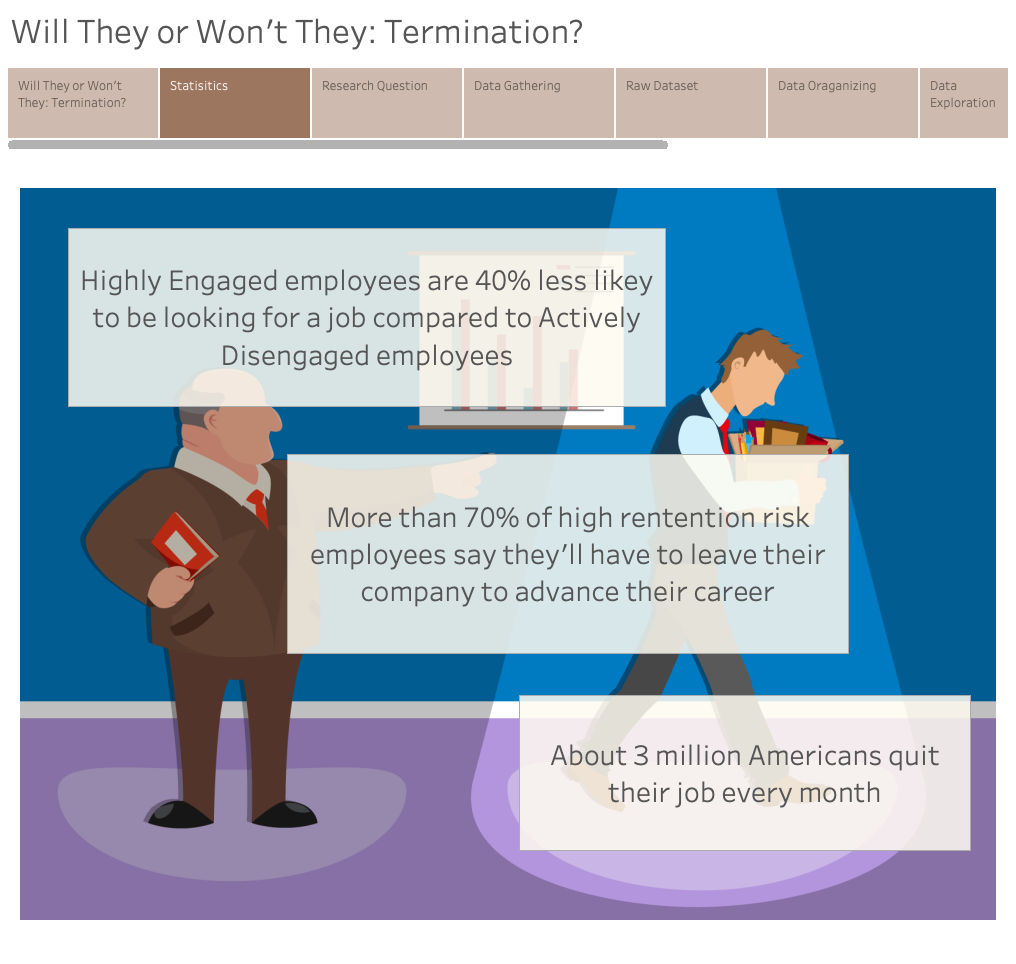 Will They or Won't They: Termination?
Will They or Won't
They: Termination?
Statisitics
Research Question
Data Gathering
Raw Dataset
Data Oraganizing
Data
Exploration
Highly Engaged employees are 40% less likey
to be looking for a job compared to Actively
Disengaged employees
More than 70% of high rentention risk
employees say they'll have to leave their
company to advance their career
About 3 million Americans quit
their job every month